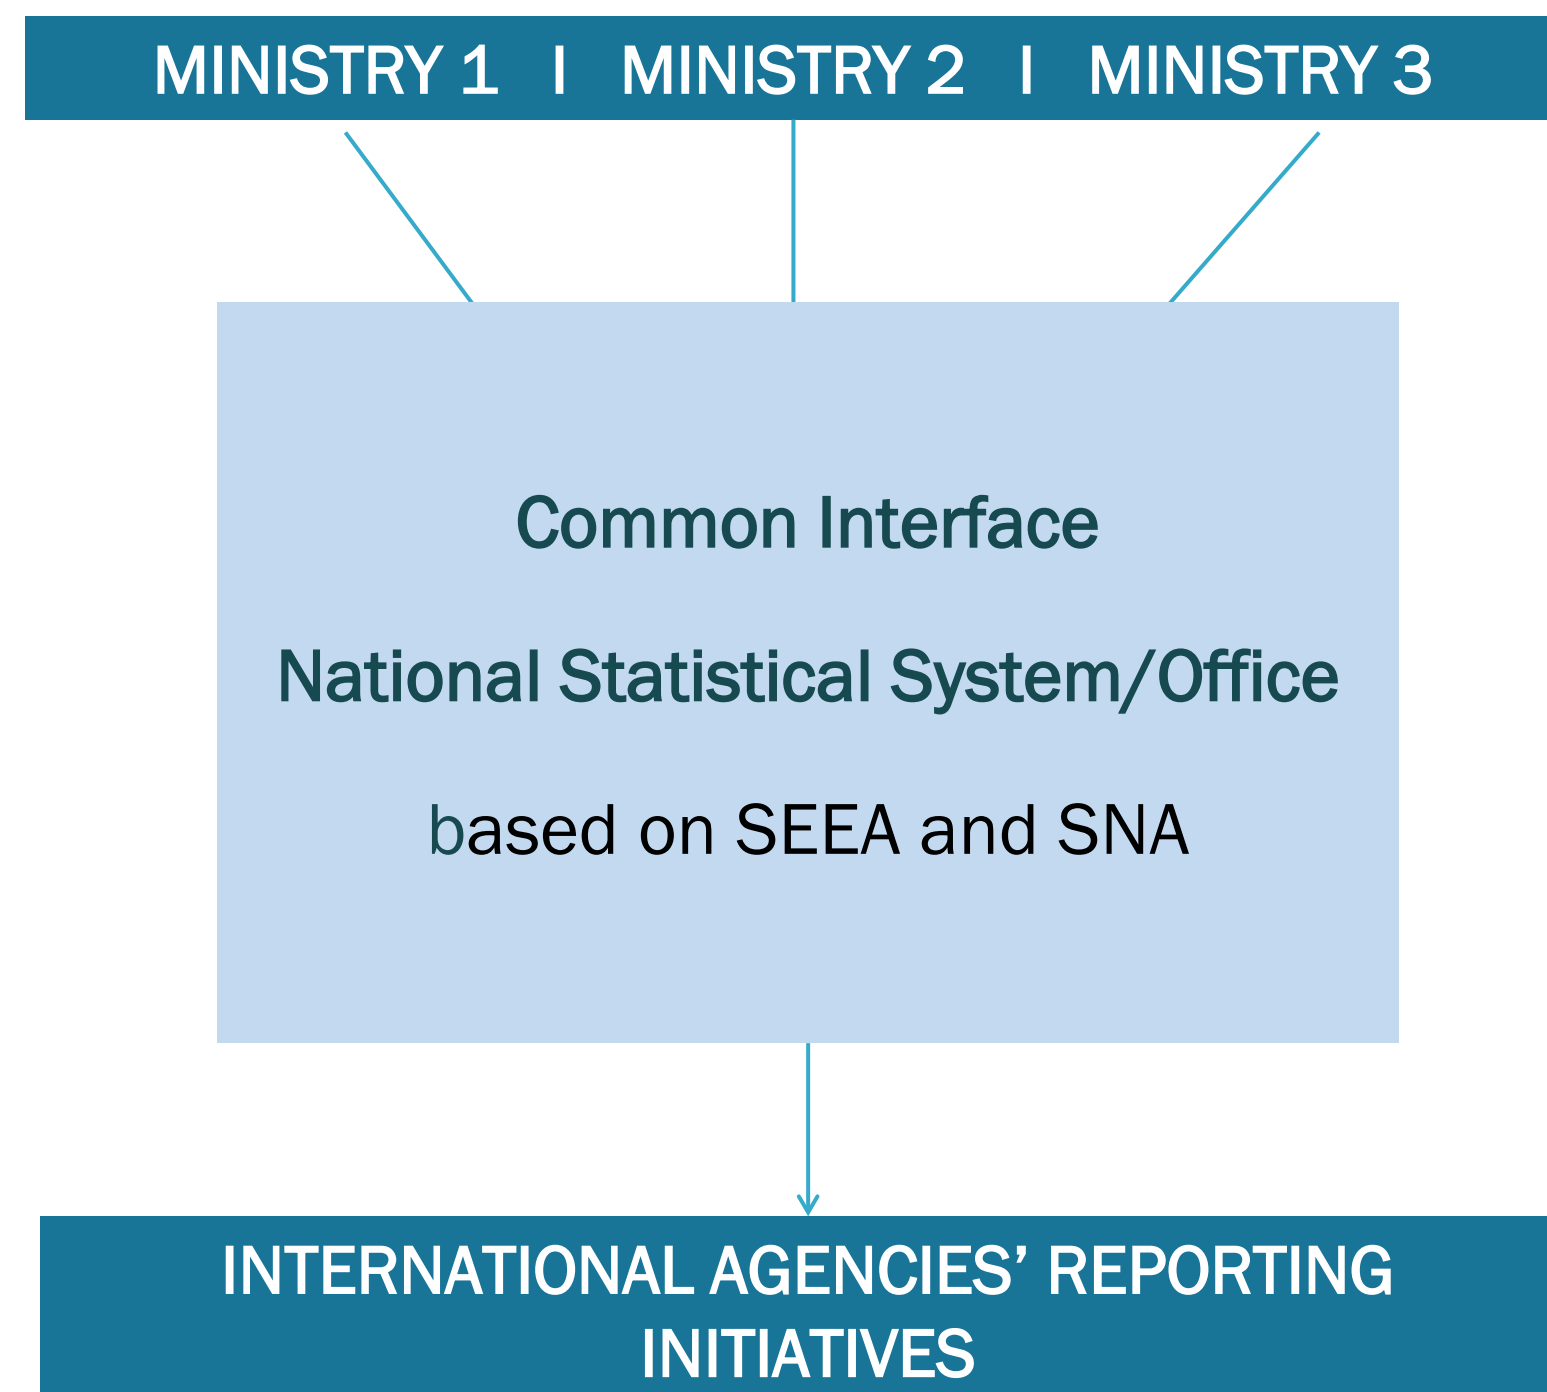 MINISTRY 1 I MINISTRY 2 I MINISTRY 3
Common Interface
National Statistical System/Office
based on SEEA and SNA
INTERNATIONAL AGENCIES’ REPORTING
INITIATIVES